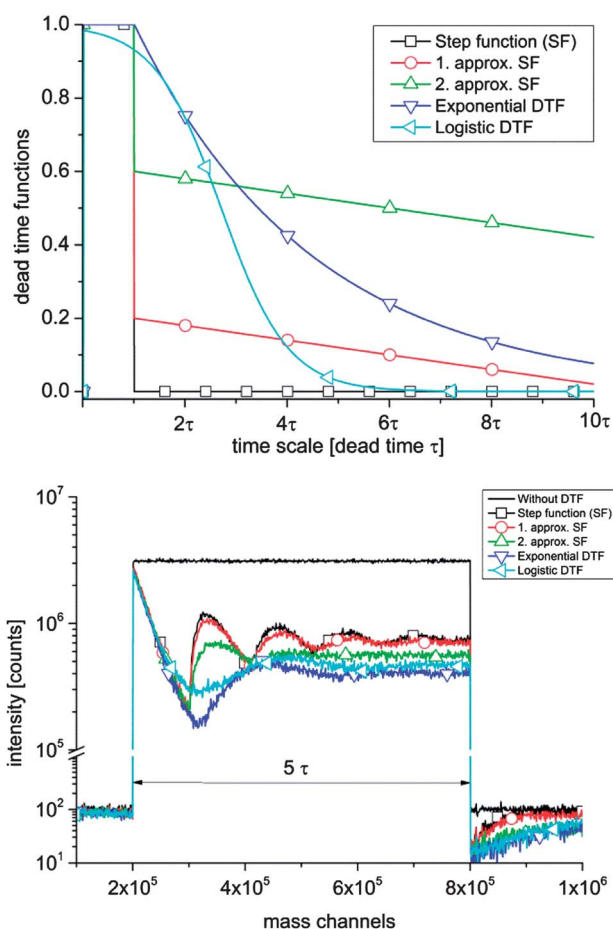 1.0
0.8
0.6
0.4
0.2
0.0
dead time functions
Step function (SF)
1. approx. SF
2. approx. SF
Exponential DTF
Logistic DTF
2τ
4τ
6τ
8τ
10τ
time scale [dead time τ]
10⁷
10⁶
10⁵
10²
10¹
intensity [counts]
Without DTF
Step function (SF)
1. approx. SF
2. approx. SF
Exponential DTF
Logistic DTF
5 τ
2x10⁵
4x10⁵
6x10⁵
8x10⁵
1x10⁶
mass channels